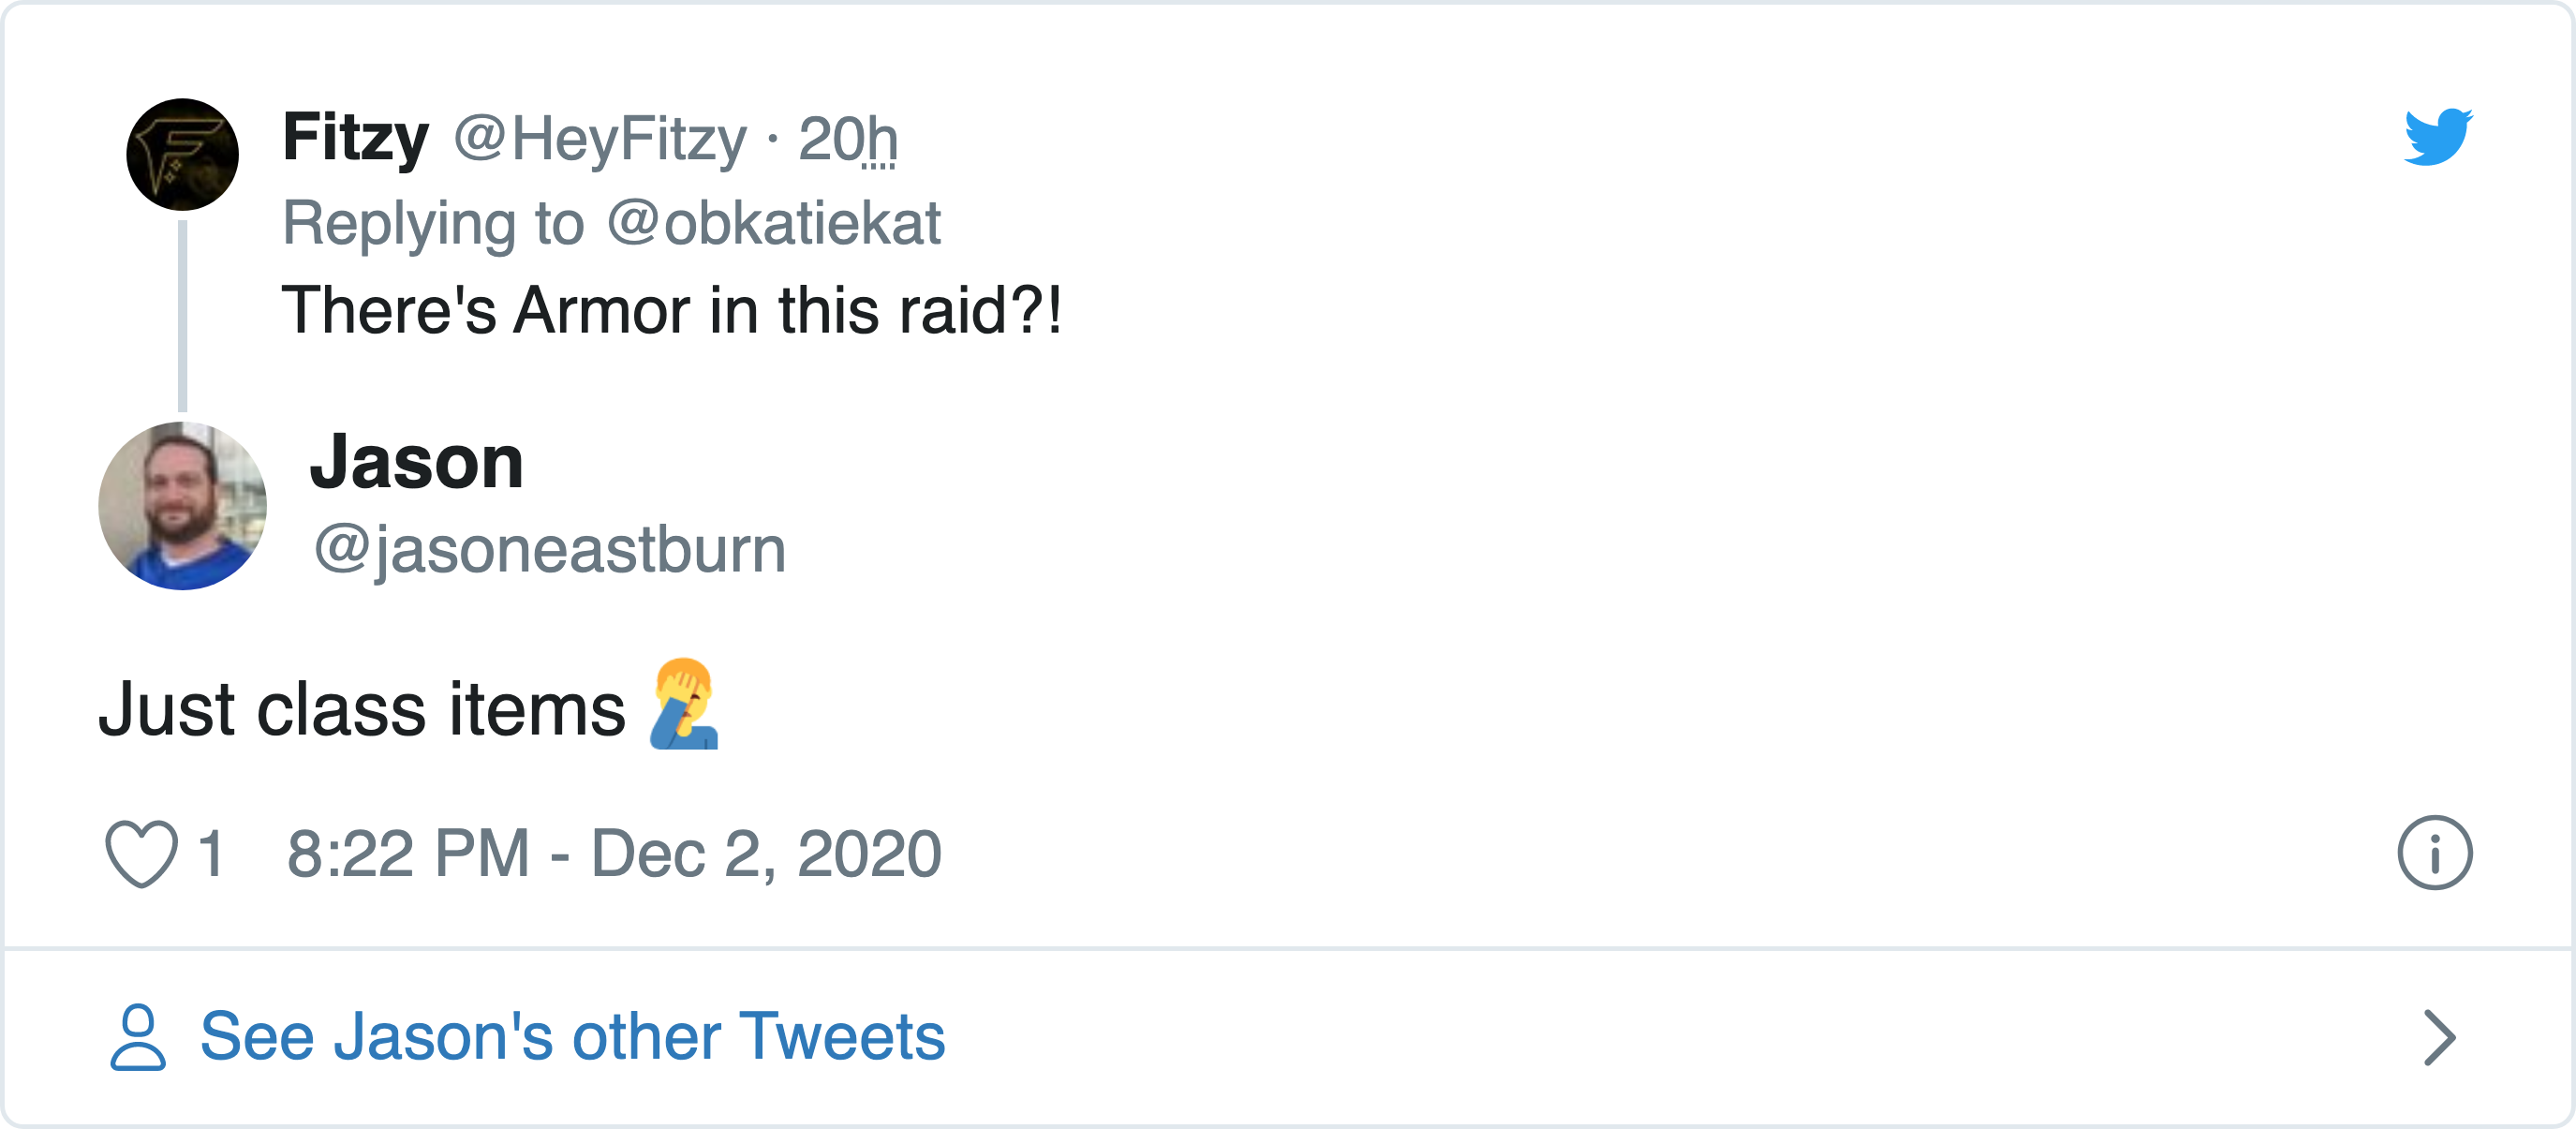 Fitzy @HeyFitzy · 20h
Replying to @obkatiekat
There's Armor in this raid?!
Jason
@jasoneastburn
Just class items 🤦‍♂️
1 8:22 PM - Dec 2, 2020
See Jason's other Tweets